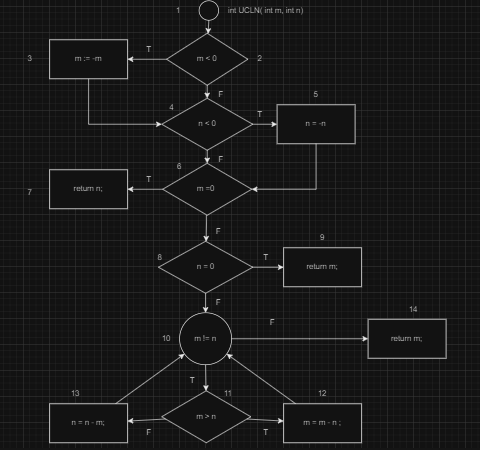 1
int UCLN( int m, int n)
3
m := -m
T
m < 0
2
F
5
4
n < 0
T
n = -n
F
6
7
return n;
T
m =0
F
9
8
n = 0
T
return m;
F
14
10
m != n
F
return m;
T
13
11
12
n = n - m;
F
m > n
T
m = m - n ;